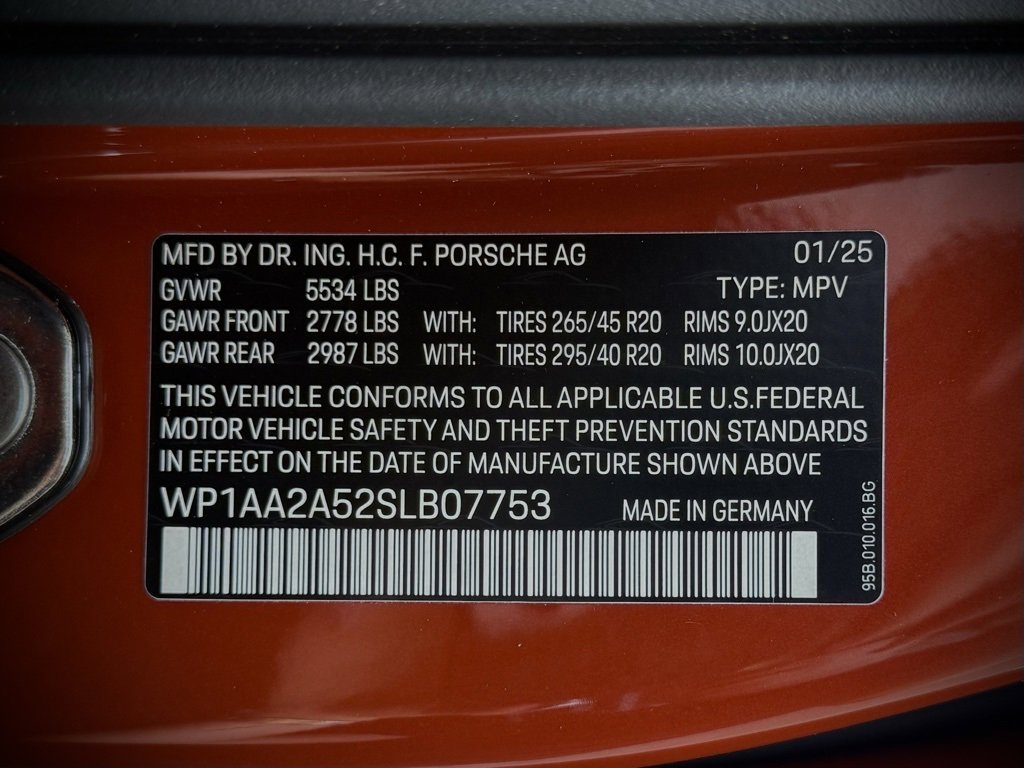 MFD BY DR. ING. H.C. F. PORSCHE AG 01/25
GVWR 5534 LBS TYPE: MPV
GAWR FRONT 2778 LBS WITH: TIRES 265/45 R20 RIMS 9.0JX20
GAWR REAR 2987 LBS WITH: TIRES 295/40 R20 RIMS 10.0JX20
THIS VEHICLE CONFORMS TO ALL APPLICABLE U.S.FEDERAL
MOTOR VEHICLE SAFETY AND THEFT PREVENTION STANDARDS
IN EFFECT ON THE DATE OF MANUFACTURE SHOWN ABOVE
WP1AA2A52SLB07753 MADE IN GERMANY
95B.010.016.BG